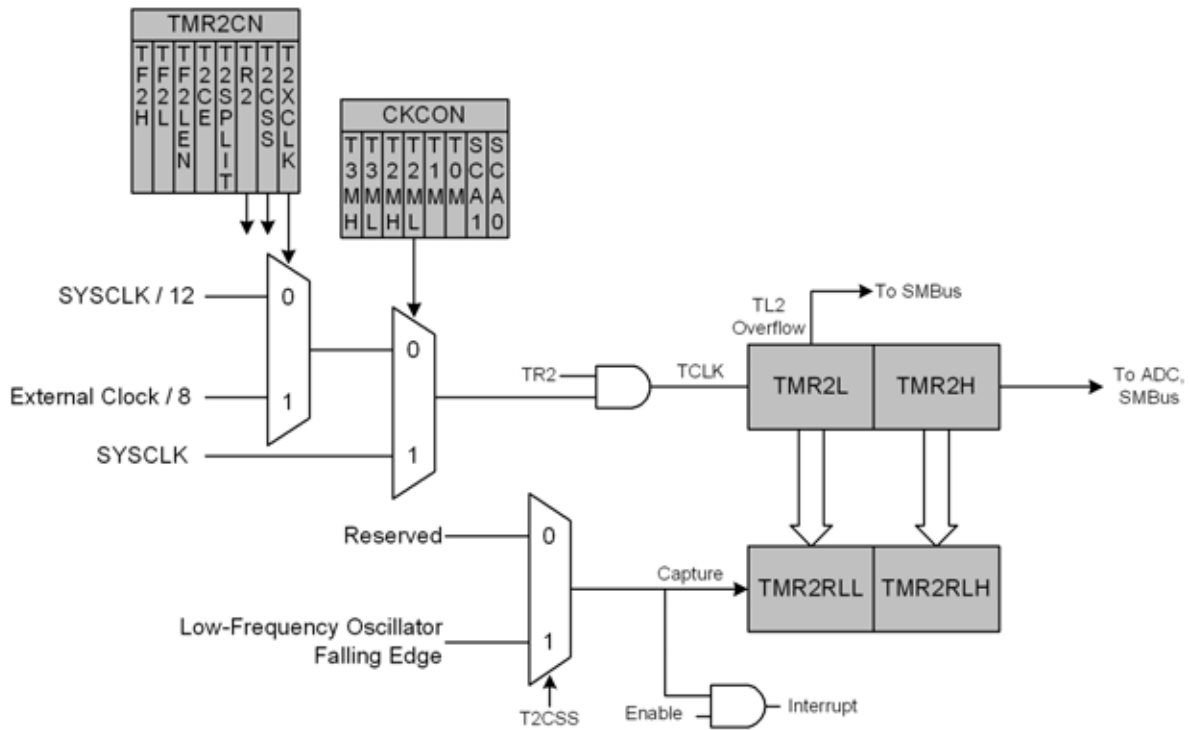 TMR2CN
TF2H
TF2L
TF2LEN
T2CE
T2SPLIT
TR2
T2CSS
T2XCLK
CKCON
T3MH
T3ML
T2MH
T2ML
T1M
T0M
SCA1
SCA0
SYSCLK / 12
0
External Clock / 8
1
SYSCLK
0
1
TR2
TCLK
TL2
Overflow
To SMBus
TMR2L
TMR2H
To ADC,
SMBus
Reserved
0
Low-Frequency Oscillator
Falling Edge
1
T2CSS
Capture
TMR2RLL
TMR2RLH
Enable
Interrupt